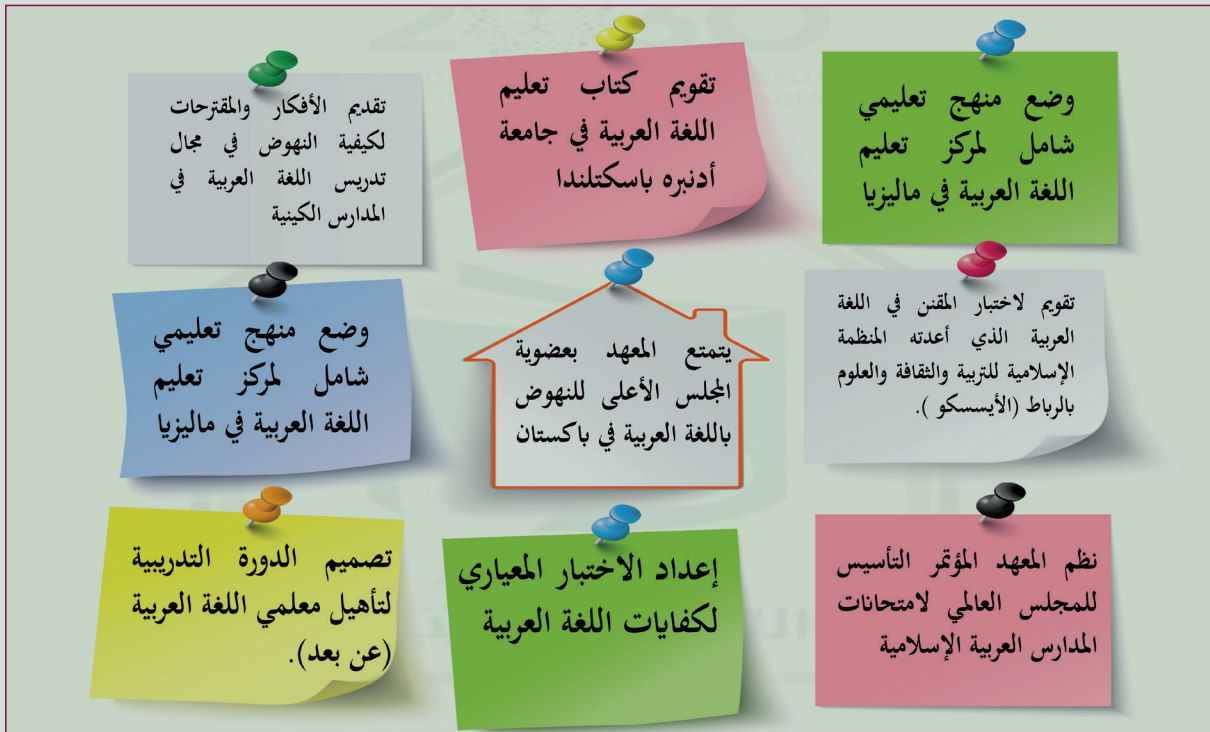 وضع منهج تعليمي
شامل لمركز تعليم
اللغة العربية في ماليزيا
تقويم كتاب تعليم
اللغة العربية في جامعة
أدنبره باسكتلندا
تقديم الأفكار والمقترحات
لكيفية النهوض في مجال
تدريس اللغة العربية في
المدارس الكينية
تقويم لاختبار المقنن في اللغة
العربية الذي أعدته المنظمة
الإسلامية للتربية والثقافة والعلوم
بالرباط (الأيسسكو ).
يتمتع المعهد بعضوية
المجلس الأعلى للنهوض
باللغة العربية في باكستان
وضع منهج تعليمي
شامل لمركز تعليم
اللغة العربية في ماليزيا
نظم المعهد المؤتمر التأسيس
للمجلس العالمي لامتحانات
المدارس العربية الإسلامية
إعداد الاختبار المعياري
لكفايات اللغة العربية
تصميم الدورة التدريبية
لتأهيل معلمي اللغة العربية
(عن بعد).